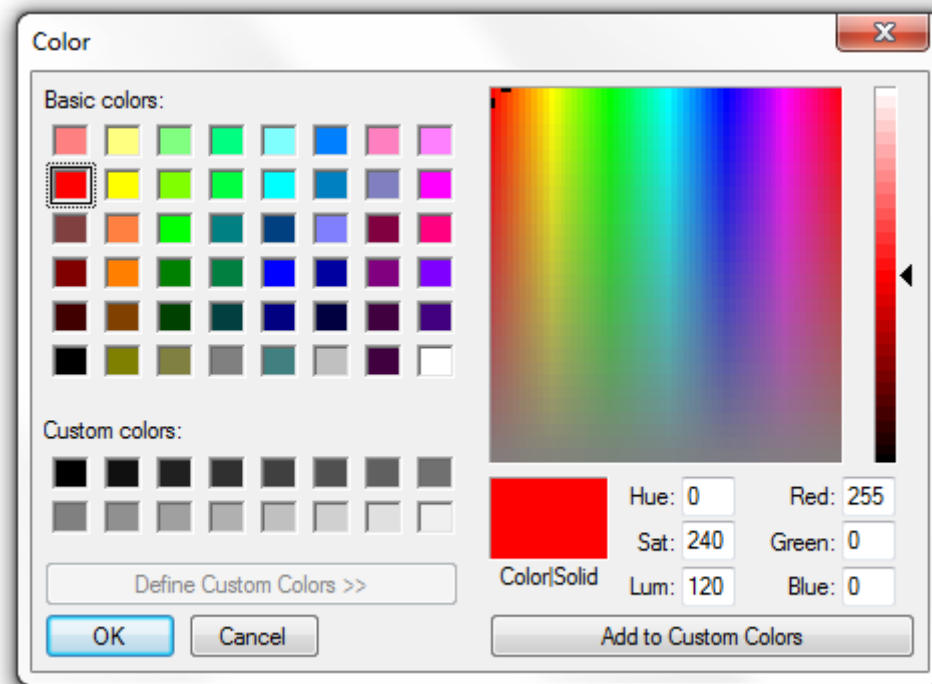 Color
Basic colors:
Custom colors:
Define Custom Colors >>
OK Cancel
Hue: 0 Red: 255
Sat: 240 Green: 0
Color|Solid
Lum: 120 Blue: 0
Add to Custom Colors